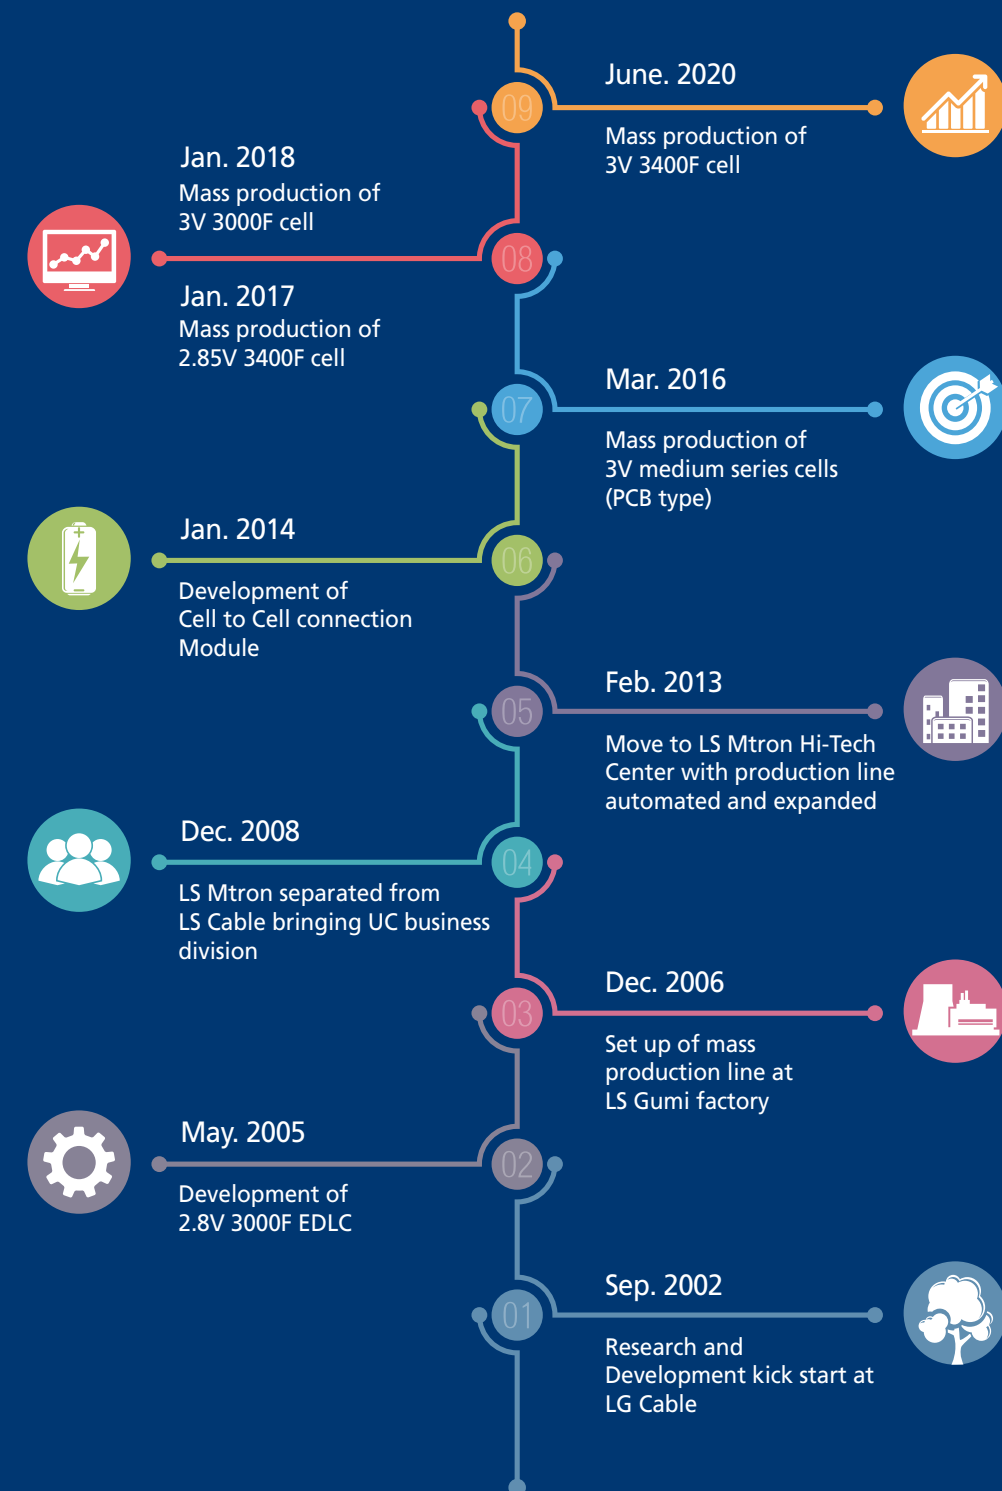 09
June. 2020
Mass production of
3V 3400F cell
Jan. 2018
Mass production of
3V 3000F cell
08
Jan. 2017
Mass production of
2.85V 3400F cell
07
Mar. 2016
Mass production of
3V medium series cells
(PCB type)
06
Jan. 2014
Development of
Cell to Cell connection
Module
05
Feb. 2013
Move to LS Mtron Hi-Tech
Center with production line
automated and expanded
04
Dec. 2008
LS Mtron separated from
LS Cable bringing UC business
division
03
Dec. 2006
Set up of mass
production line at
LS Gumi factory
02
May. 2005
Development of
2.8V 3000F EDLC
01
Sep. 2002
Research and
Development kick start at
LG Cable